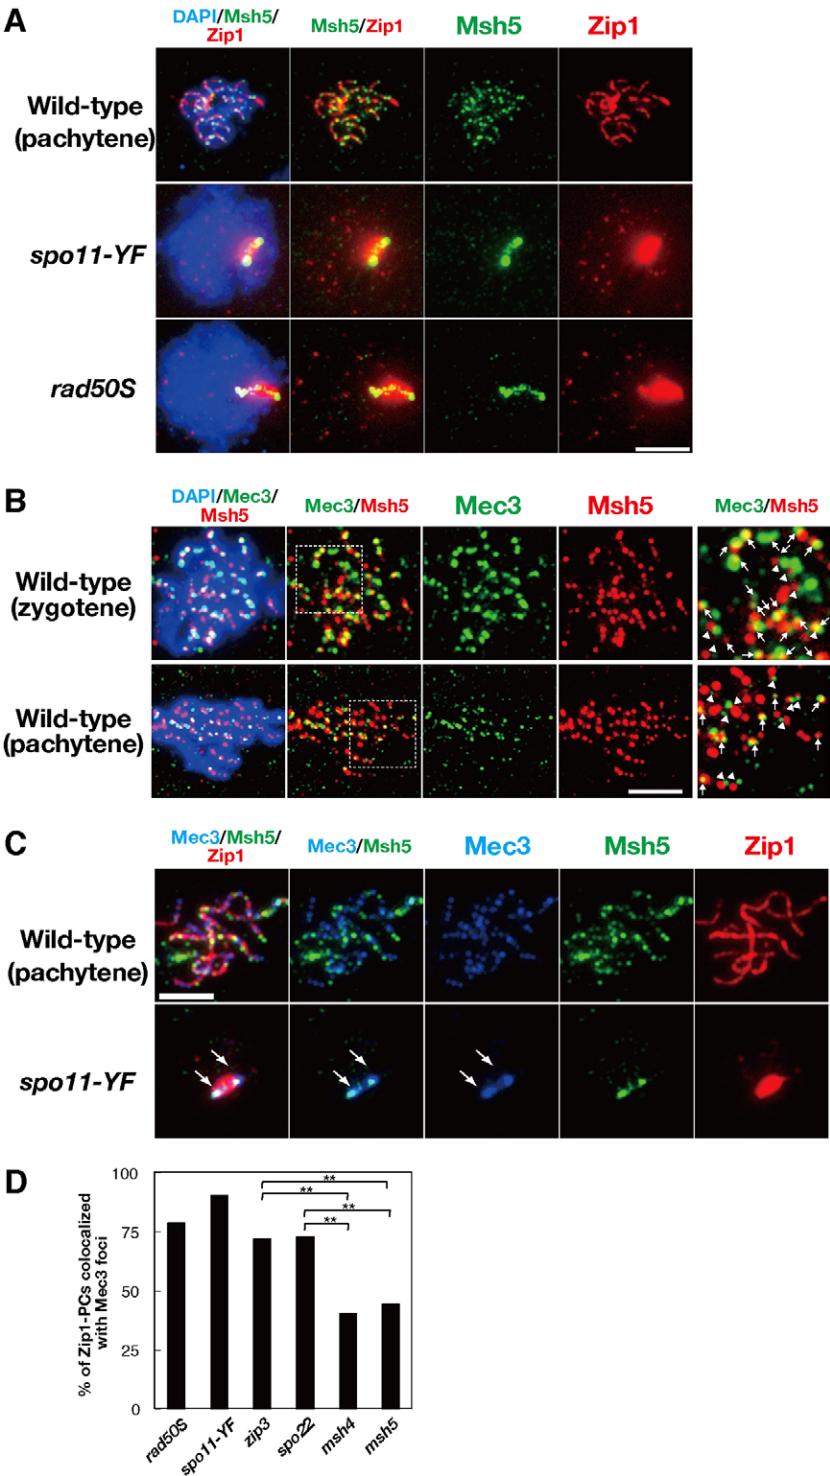 A
DAPI/Msh5/
Zip1
Msh5/Zip1
Msh5
Zip1
Wild-type
(pachytene)
spo11-YF
rad50S
B
DAPI/Mec3/
Msh5
Mec3/Msh5
Mec3
Msh5
Mec3/Msh5
Wild-type
(zygotene)
Wild-type
(pachytene)
C
Mec3/Msh5/
Zip1
Mec3/Msh5
Mec3
Msh5
Zip1
Wild-type
(pachytene)
spo11-YF
D
% of Zip1-PCs colocalized
with Mec3 foci
100
75
50
25
0
**
**
**
**
rad50S
spo11-YF
zip3
spo22
msh4
msh5